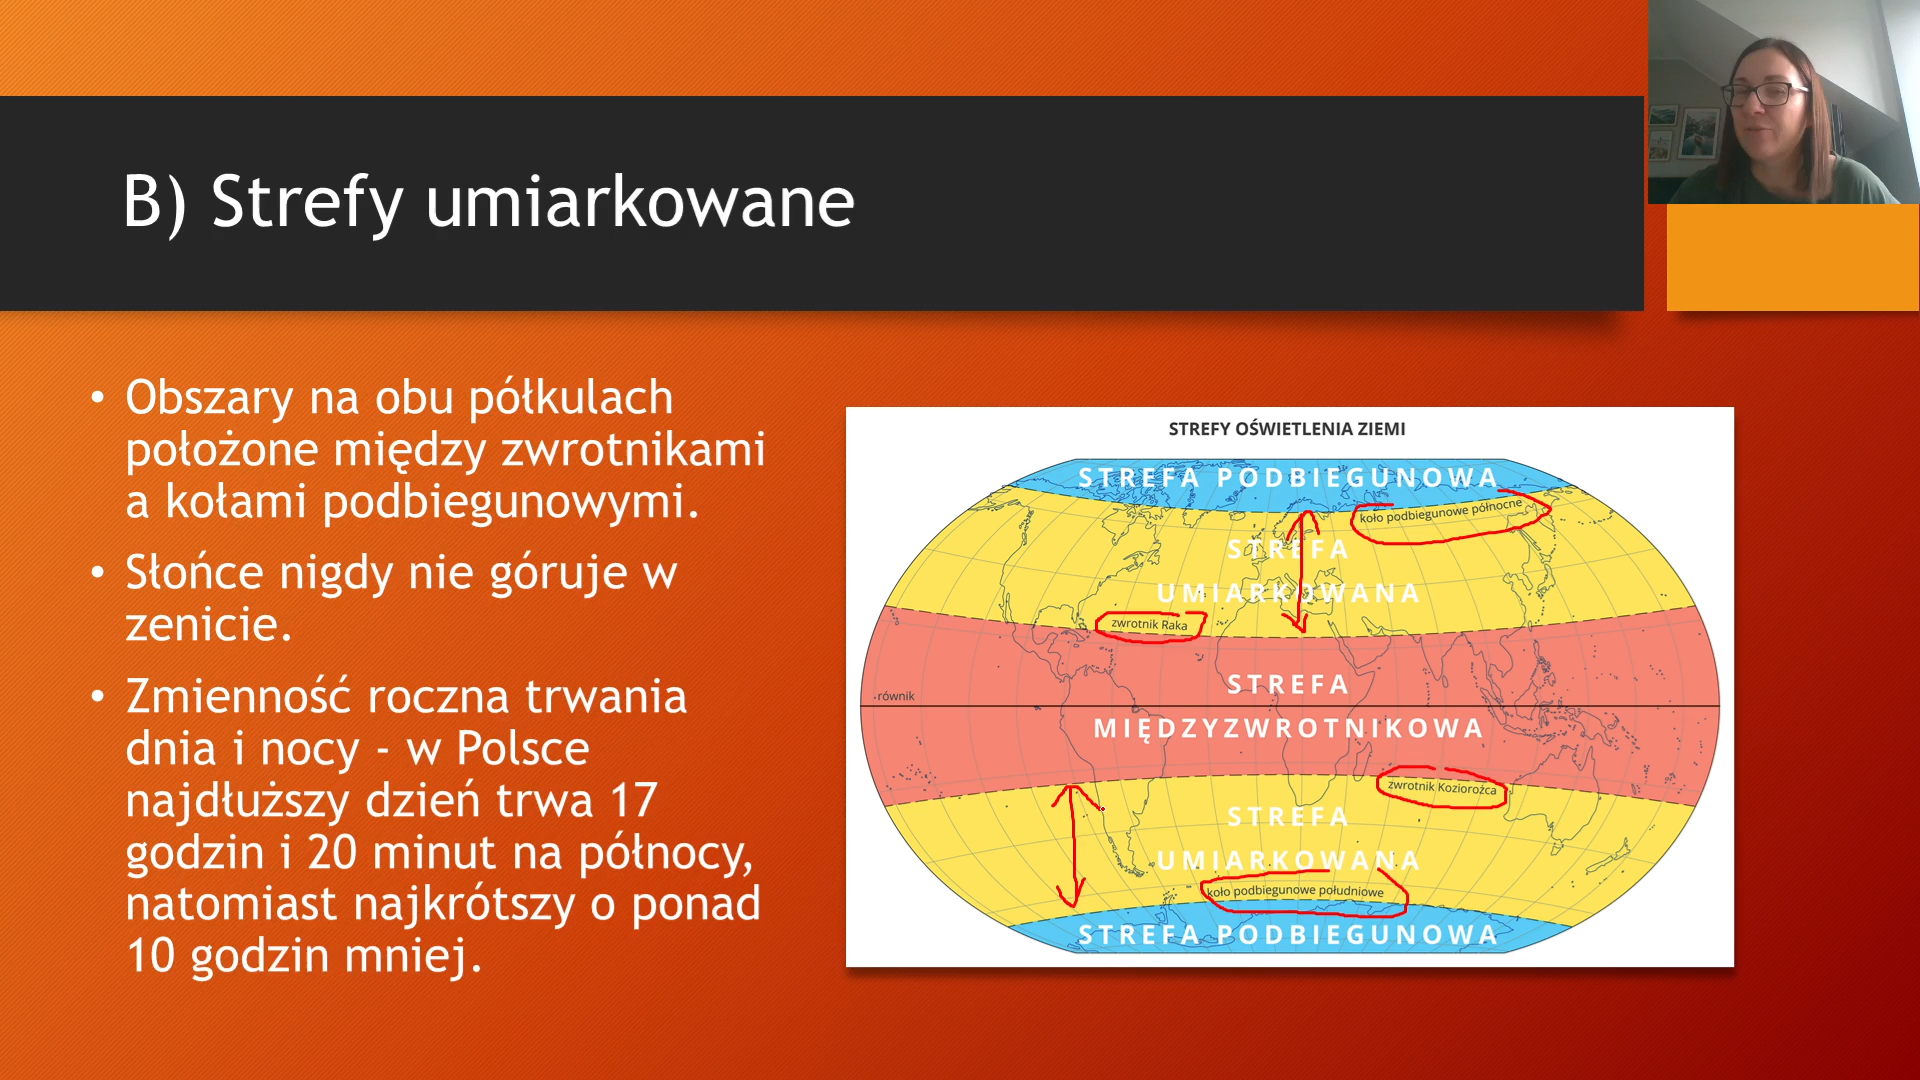 B) Strefy umiarkowane
• Obszary na obu półkulach
położone między zwrotnikami
a kołami podbiegunowymi.
• Słońce nigdy nie góruje w
zenicie.
• Zmienność roczna trwania
dnia i nocy - w Polsce
najdłuższy dzień trwa 17
godzin i 20 minut na północy,
natomiast najkrótszy o ponad
10 godzin mniej.
STREFY OŚWIETLENIA ZIEMI
STREFA PODBIEGUNOWA
koło podbiegunowe północne
STREFA
UMIARKOWANA
zwrotnik Raka
STREFA
równik
MIĘDZYZWROTNIKOWA
zwrotnik Koziorożca
STREFA
UMIARKOWANA
koło podbiegunowe południowe
STREFA PODBIEGUNOWA